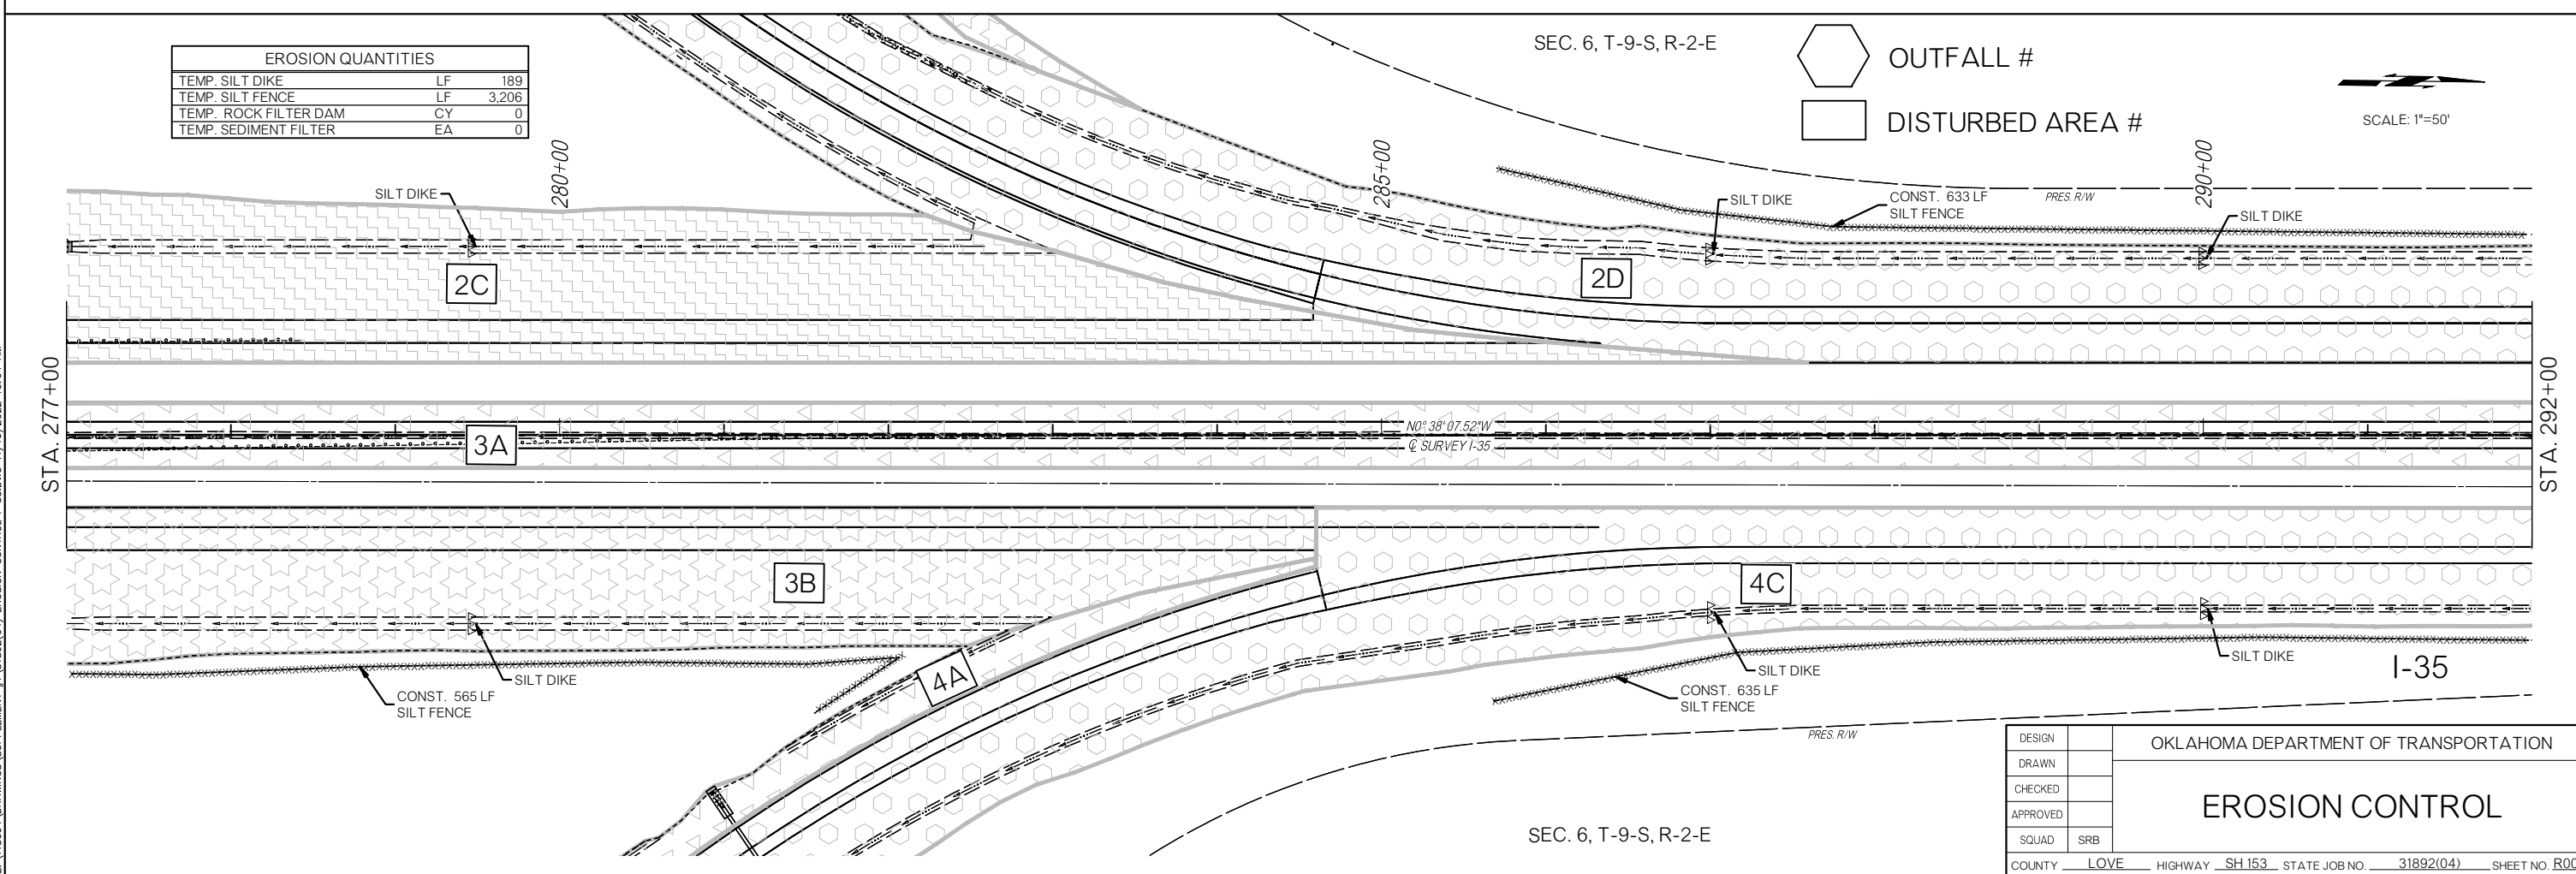 EROSION QUANTITIES
TEMP. SILT DIKE LF 189
TEMP. SILT FENCE LF 3,206
TEMP. ROCK FILTER DAM CY 0
TEMP. SEDIMENT FILTER EA 0
SEC. 6, T-9-S, R-2-E
OUTFALL #
DISTURBED AREA #
SCALE: 1"=50'
280+00
285+00
290+00
SILT DIKE
SILT DIKE
CONST. 633 LF
SILT FENCE
PRES. R/W
SILT DIKE
2C
2D
STA. 277+00
STA. 292+00
3A
N0° 38' 07.52"W
℄ SURVEY I-35
3B
4C
4A
SILT DIKE
CONST. 565 LF
SILT FENCE
SILT DIKE
CONST. 635 LF
SILT FENCE
SILT DIKE
I-35
PRES. R/W
SEC. 6, T-9-S, R-2-E
DESIGN
DRAWN
CHECKED
APPROVED
SQUAD SRB
OKLAHOMA DEPARTMENT OF TRANSPORTATION
EROSION CONTROL
COUNTY LOVE HIGHWAY SH 153 STATE JOB NO. 31892(04) SHEET NO. R00